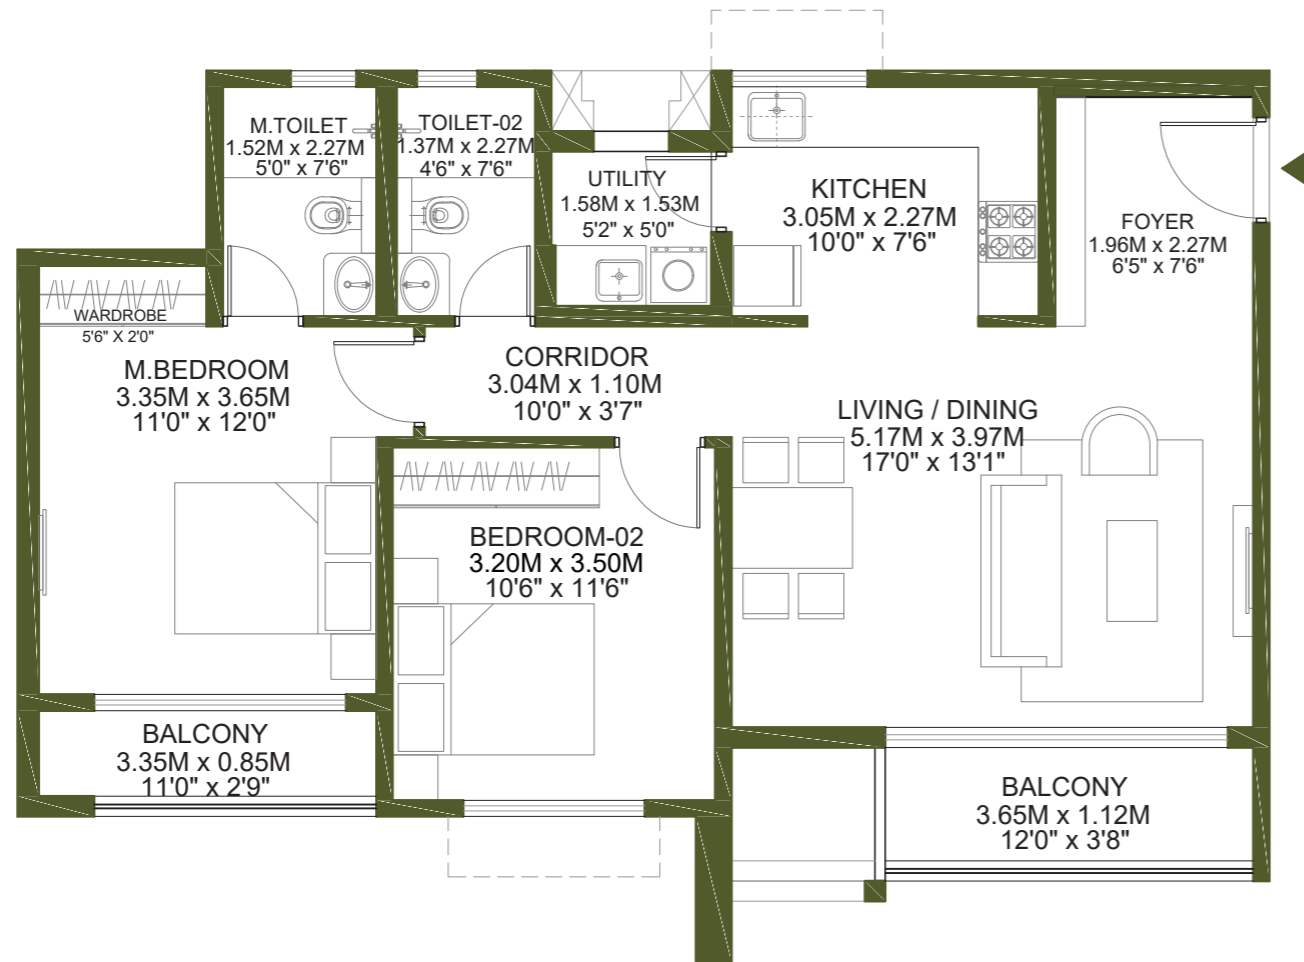 M.TOILET
1.52M x 2.27M
5'0" x 7'6"
TOILET-02
1.37M x 2.27M
4'6" x 7'6"
UTILITY
1.58M x 1.53M
5'2" x 5'0"
KITCHEN
3.05M x 2.27M
10'0" x 7'6"
FOYER
1.96M x 2.27M
6'5" x 7'6"
WARDROBE
5'6" X 2'0"
M.BEDROOM
3.35M x 3.65M
11'0" x 12'0"
CORRIDOR
3.04M x 1.10M
10'0" x 3'7"
LIVING / DINING
5.17M x 3.97M
17'0" x 13'1"
BEDROOM-02
3.20M x 3.50M
10'6" x 11'6"
BALCONY
3.35M x 0.85M
11'0" x 2'9"
BALCONY
3.65M x 1.12M
12'0" x 3'8"